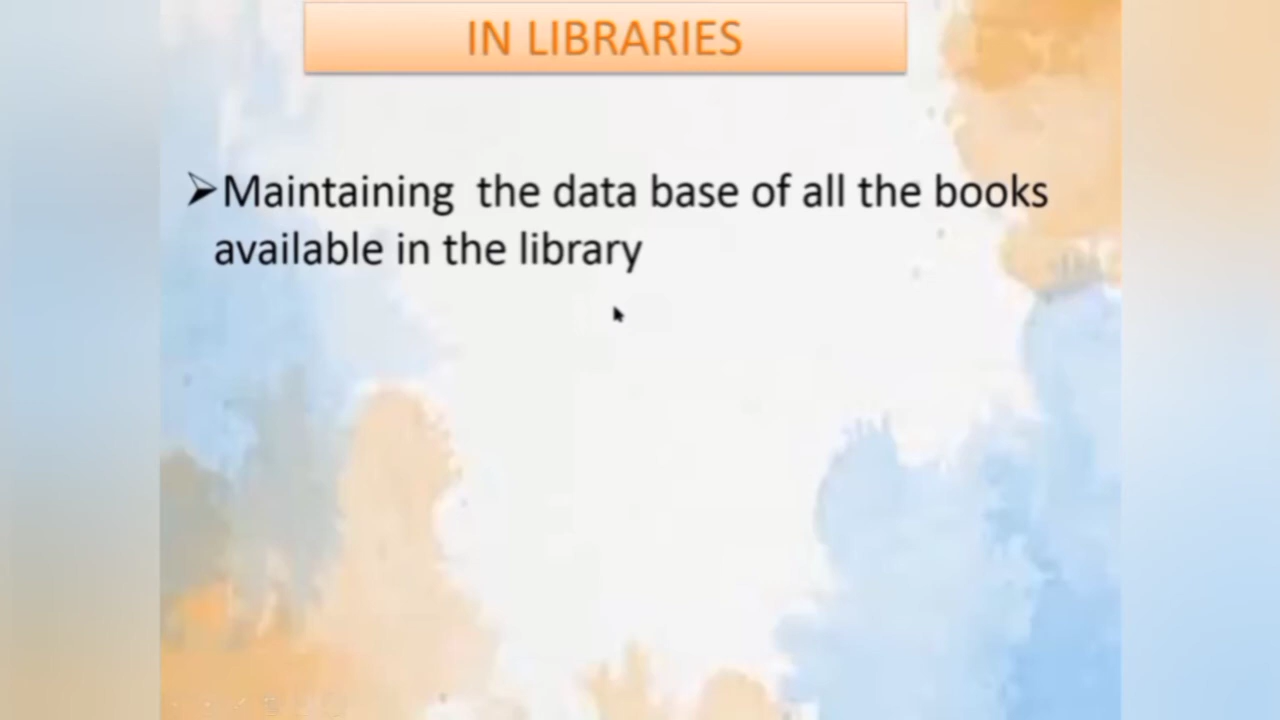 IN LIBRARIES
➢Maintaining  the data base of all the books
available in the library